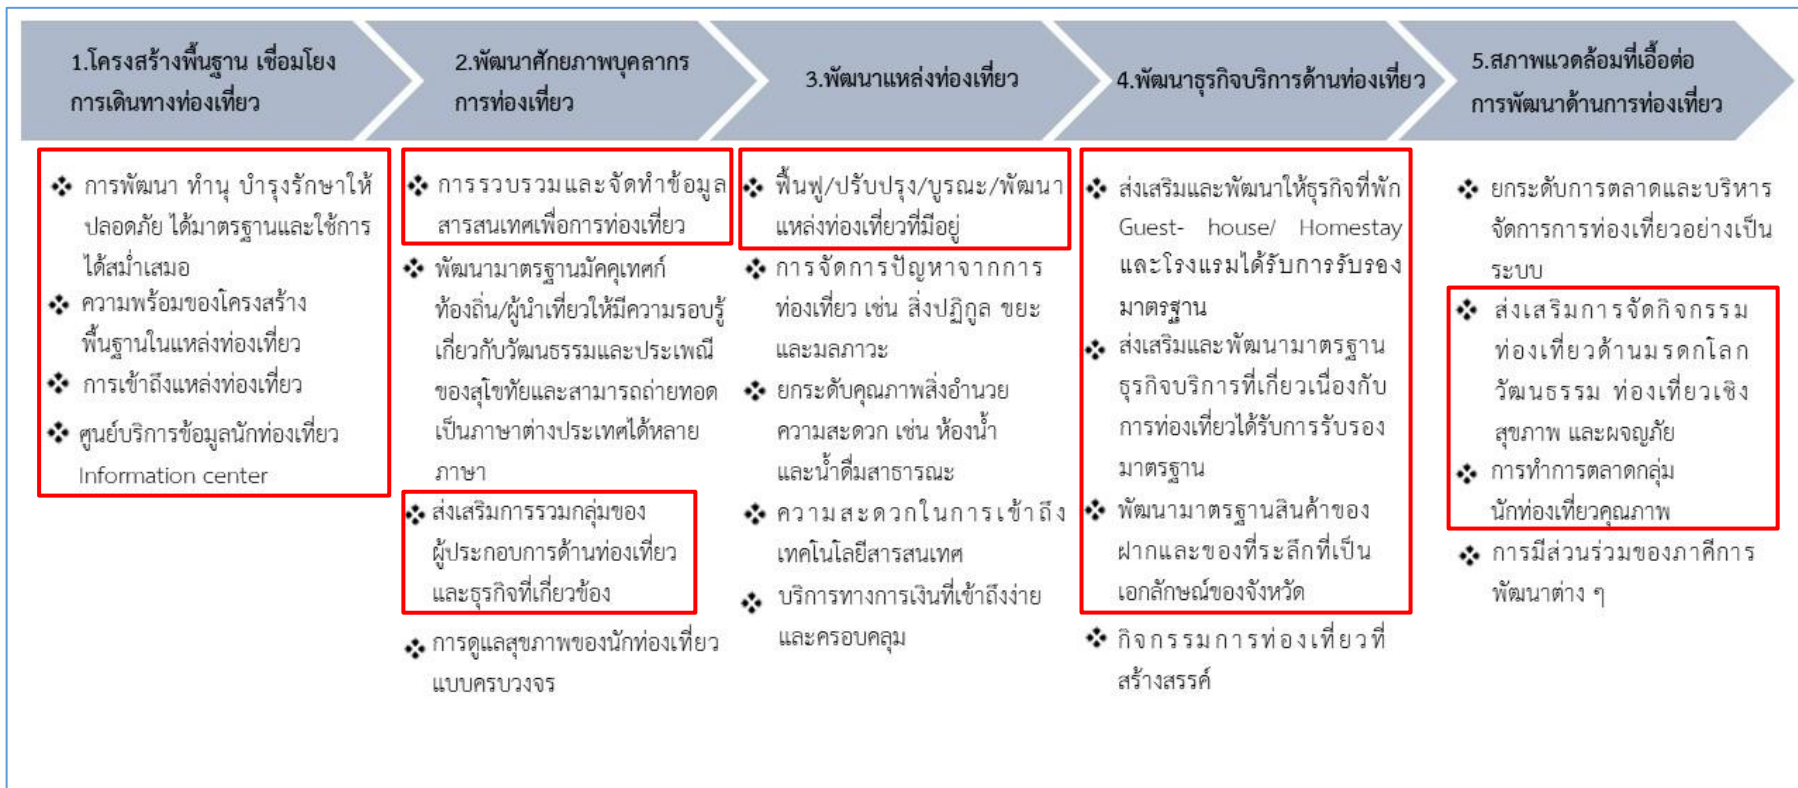 1.โครงสร้างพื้นฐาน เชื่อมโยง
การเดินทางท่องเที่ยว
2.พัฒนาศักยภาพบุคลากร
การท่องเที่ยว
3.พัฒนาแหล่งท่องเที่ยว
4.พัฒนาธุรกิจบริการด้านท่องเที่ยว
5.สภาพแวดล้อมที่เอื้อต่อ
การพัฒนาด้านการท่องเที่ยว
การพัฒนา ทำนุ บำรุงรักษาให้
ปลอดภัย ได้มาตรฐานและใช้การ
ได้สม่ำเสมอ
ความพร้อมของโครงสร้าง
พื้นฐานในแหล่งท่องเที่ยว
การเข้าถึงแหล่งท่องเที่ยว
ศูนย์บริการข้อมูลนักท่องเที่ยว
Information center
การรวบรวมและจัดทำข้อมูล
สารสนเทศเพื่อการท่องเที่ยว
พัฒนามาตรฐานมัคคุเทศก์
ท้องถิ่น/ผู้นำเที่ยวให้มีความรอบรู้
เกี่ยวกับวัฒนธรรมและประเพณี
ของสุโขทัยและสามารถถ่ายทอด
เป็นภาษาต่างประเทศได้หลาย
ภาษา
ส่งเสริมการรวมกลุ่มของ
ผู้ประกอบการด้านท่องเที่ยว
และธุรกิจที่เกี่ยวข้อง
การดูแลสุขภาพของนักท่องเที่ยว
แบบครบวงจร
ฟื้นฟู/ปรับปรุง/บูรณะ/พัฒนา
แหล่งท่องเที่ยวที่มีอยู่
การจัดการปัญหาจากการ
ท่องเที่ยว เช่น สิ่งปฏิกูล ขยะ
และมลภาวะ
ยกระดับคุณภาพสิ่งอำนวย
ความสะดวก เช่น ห้องน้ำ
และน้ำดื่มสาธารณะ
ความสะดวกในการเข้าถึง
เทคโนโลยีสารสนเทศ
บริการทางการเงินที่เข้าถึงง่าย
และครอบคลุม
ส่งเสริมและพัฒนาให้ธุรกิจที่พัก
Guest- house/ Homestay
และโรงแรมได้รับการรับรอง
มาตรฐาน
ส่งเสริมและพัฒนามาตรฐาน
ธุรกิจบริการที่เกี่ยวเนื่องกับ
การท่องเที่ยวได้รับการรับรอง
มาตรฐาน
พัฒนามาตรฐานสินค้าของ
ฝากและของที่ระลึกที่เป็น
เอกลักษณ์ของจังหวัด
กิจกรรมการท่องเที่ยวที่
สร้างสรรค์
ยกระดับการตลาดและบริหาร
จัดการการท่องเที่ยวอย่างเป็น
ระบบ
ส่งเสริมการจัดกิจกรรม
ท่องเที่ยวด้านมรดกโลก
วัฒนธรรม ท่องเที่ยวเชิง
สุขภาพ และผจญภัย
การทำการตลาดกลุ่ม
นักท่องเที่ยวคุณภาพ
การมีส่วนร่วมของภาคีการ
พัฒนาต่าง ๆ